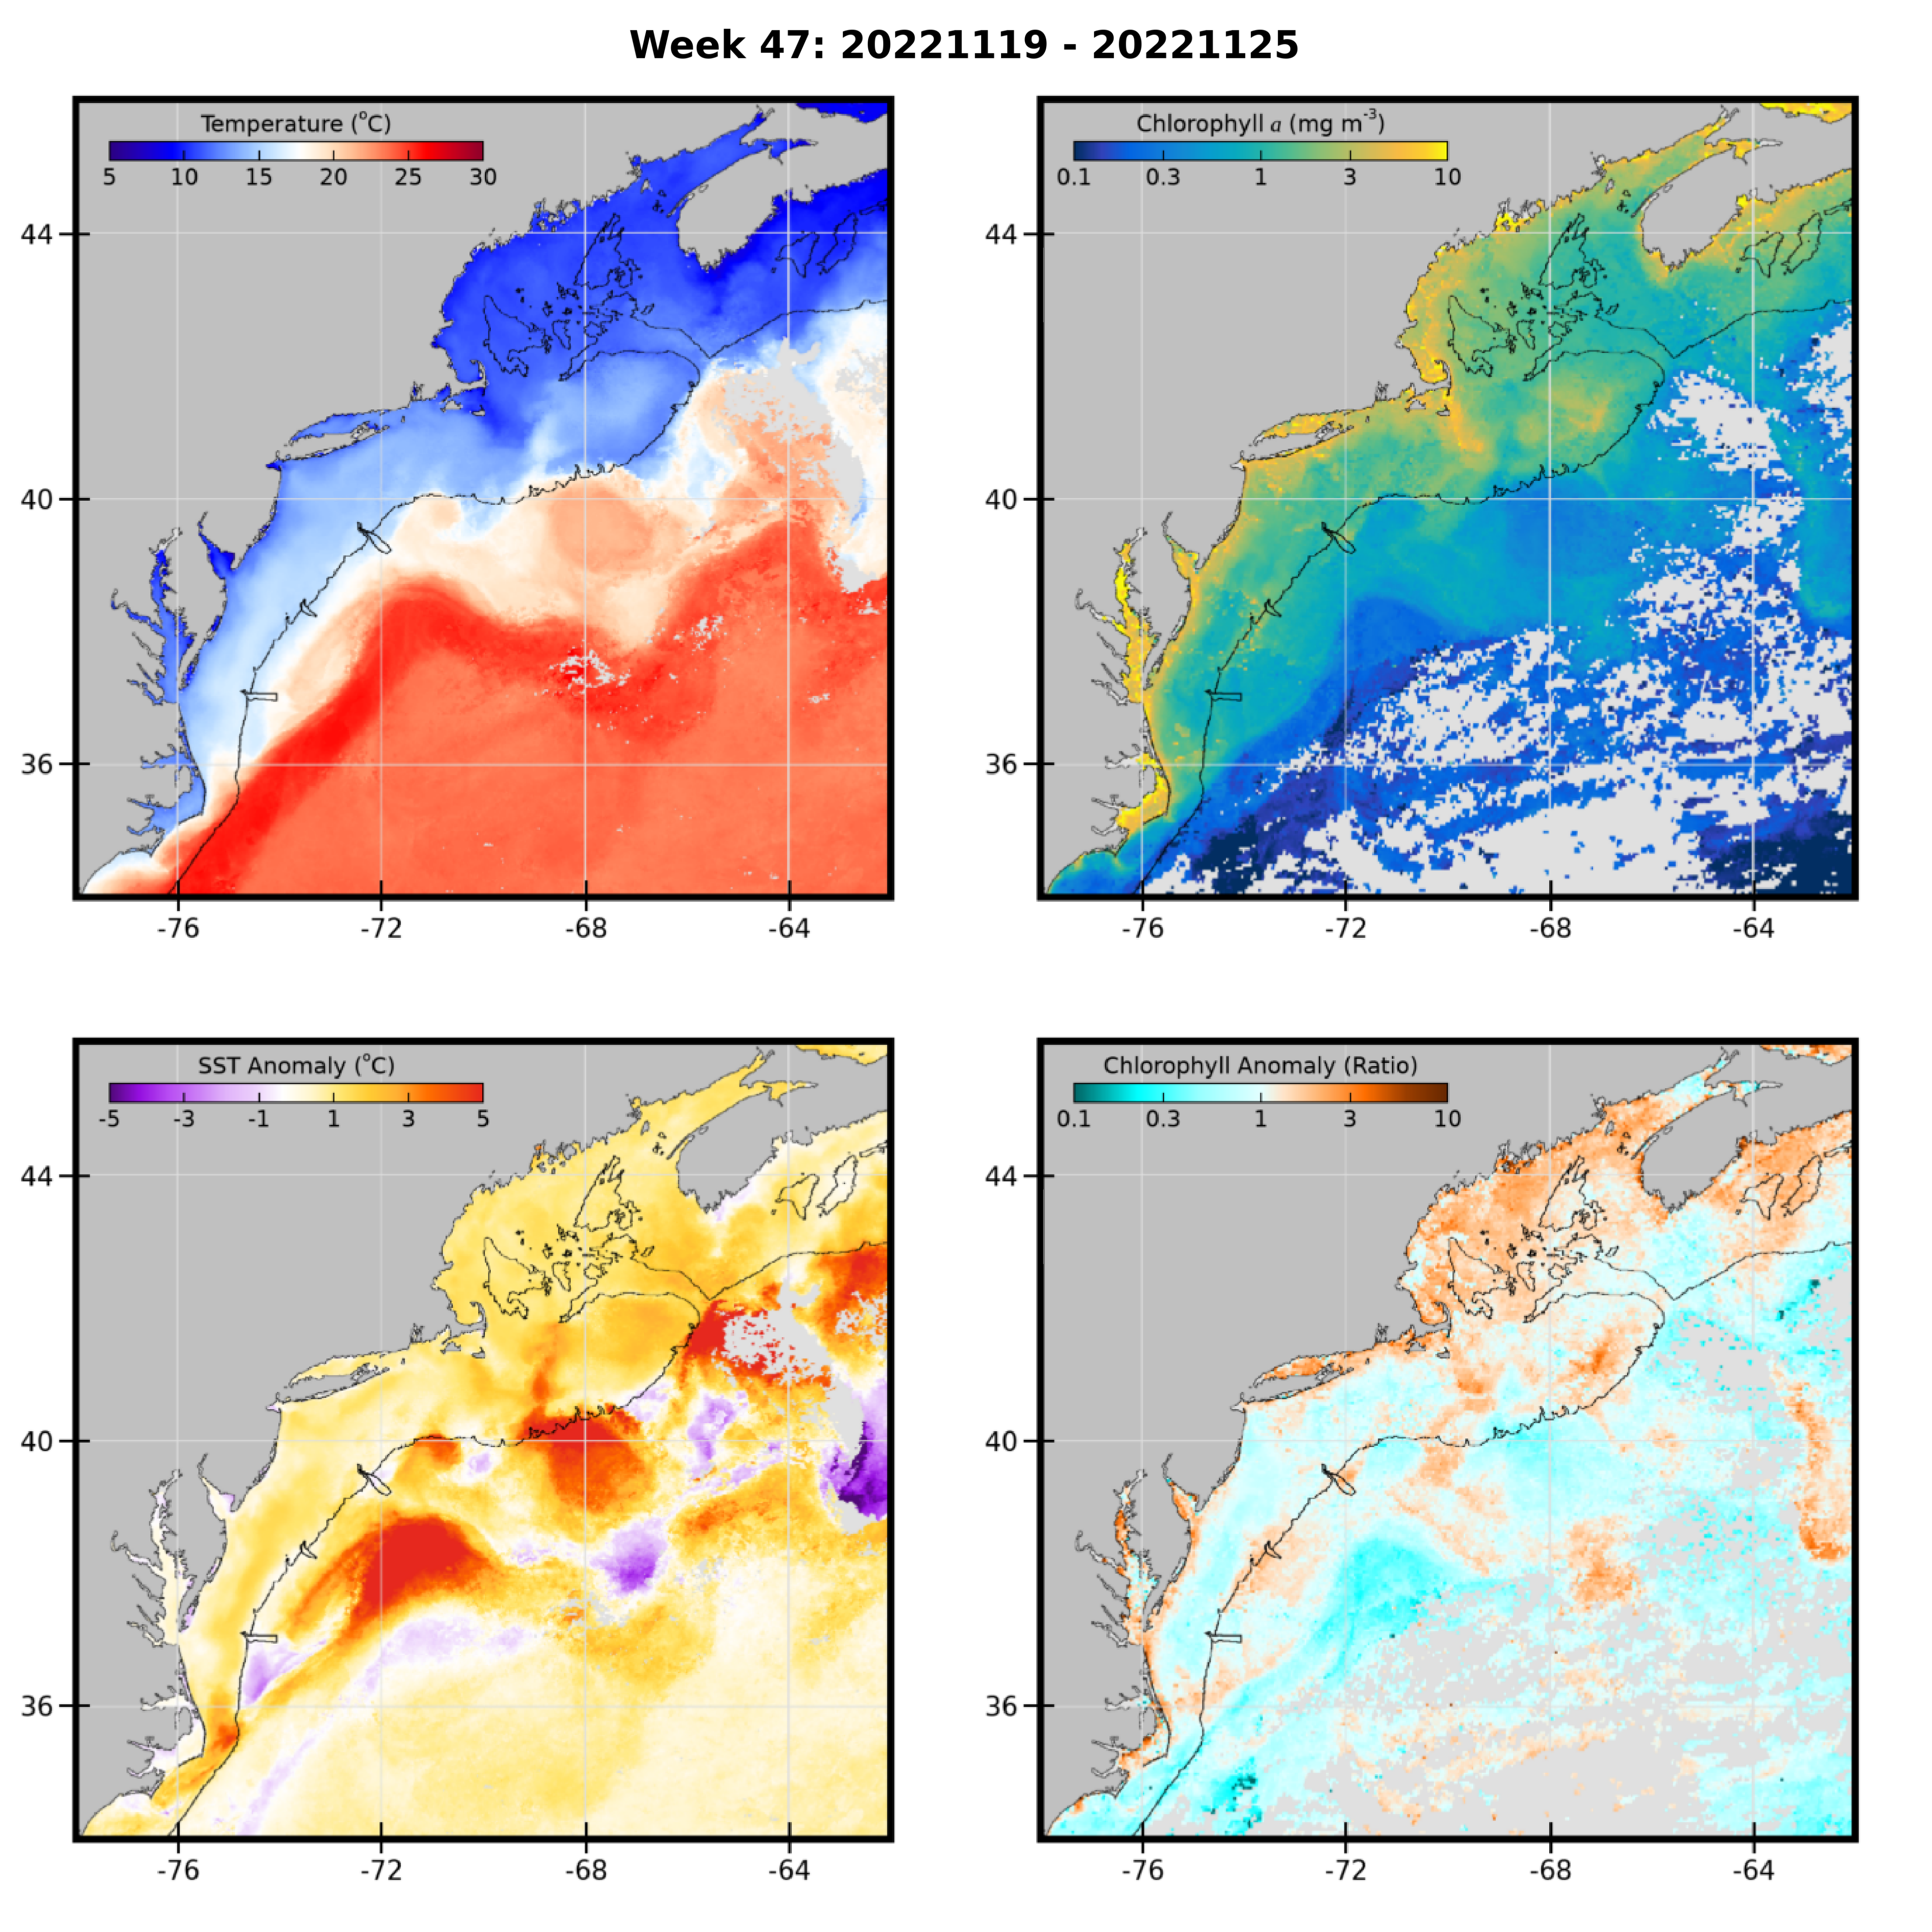 Week 47: 20221119 - 20221125
Temperature (°C)
5 10 15 20 25 30
44
40
36
-76 -72 -68 -64
Chlorophyll a (mg m⁻³)
0.1 0.3 1 3 10
44
40
36
-76 -72 -68 -64
SST Anomaly (°C)
-5 -3 -1 1 3 5
44
40
36
-76 -72 -68 -64
Chlorophyll Anomaly (Ratio)
0.1 0.3 1 3 10
44
40
36
-76 -72 -68 -64